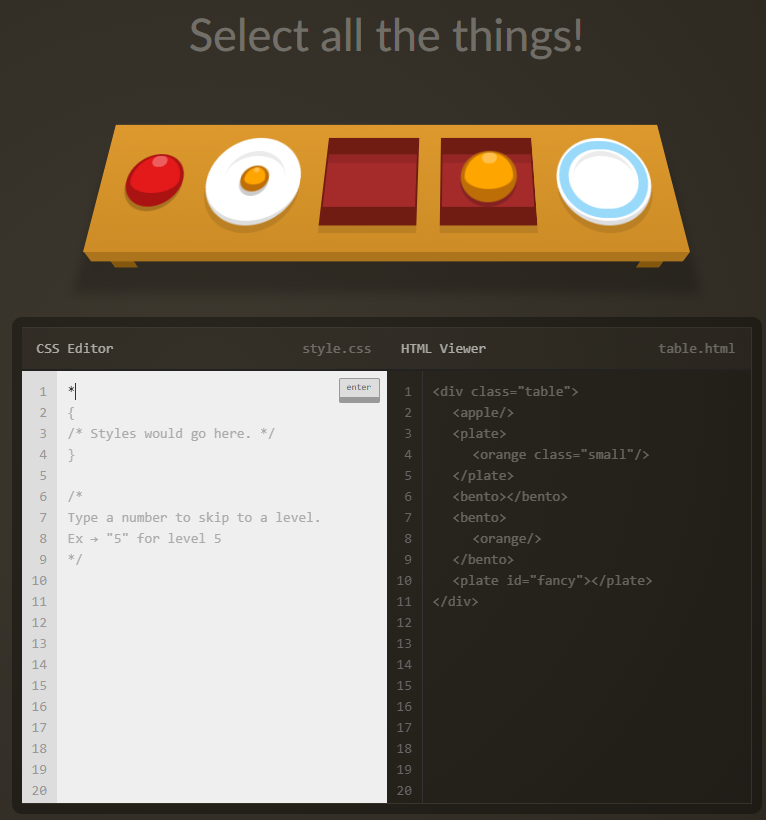 Select all the things!
CSS Editor style.css
HTML Viewer table.html
enter
1 *
2 {
3 /* Styles would go here. */
4 }
5
6 /*
7 Type a number to skip to a level.
8 Ex → "5" for level 5
9 */
10
11
12
13
14
15
16
17
18
19
20
1 <div class="table">
2 <apple/>
3 <plate>
4 <orange class="small"/>
5 </plate>
6 <bento></bento>
7 <bento>
8 <orange/>
9 </bento>
10 <plate id="fancy"></plate>
11 </div>
12
13
14
15
16
17
18
19
20